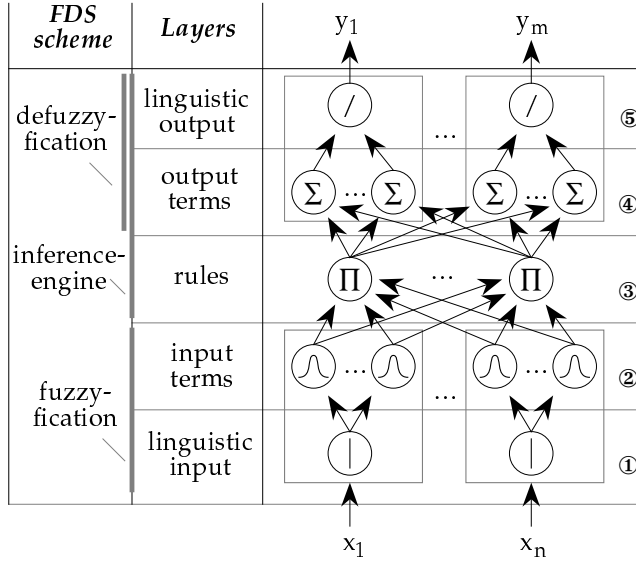 FDS
scheme
Layers
y1
ym
defuzzy-
fication
linguistic
output
/
/
...
⑤
output
terms
Σ ... Σ
Σ ... Σ
④
inference-
engine
rules
Π
...
Π
③
fuzzy-
fication
input
terms
...
...
...
②
linguistic
input
|
|
①
x1
xn